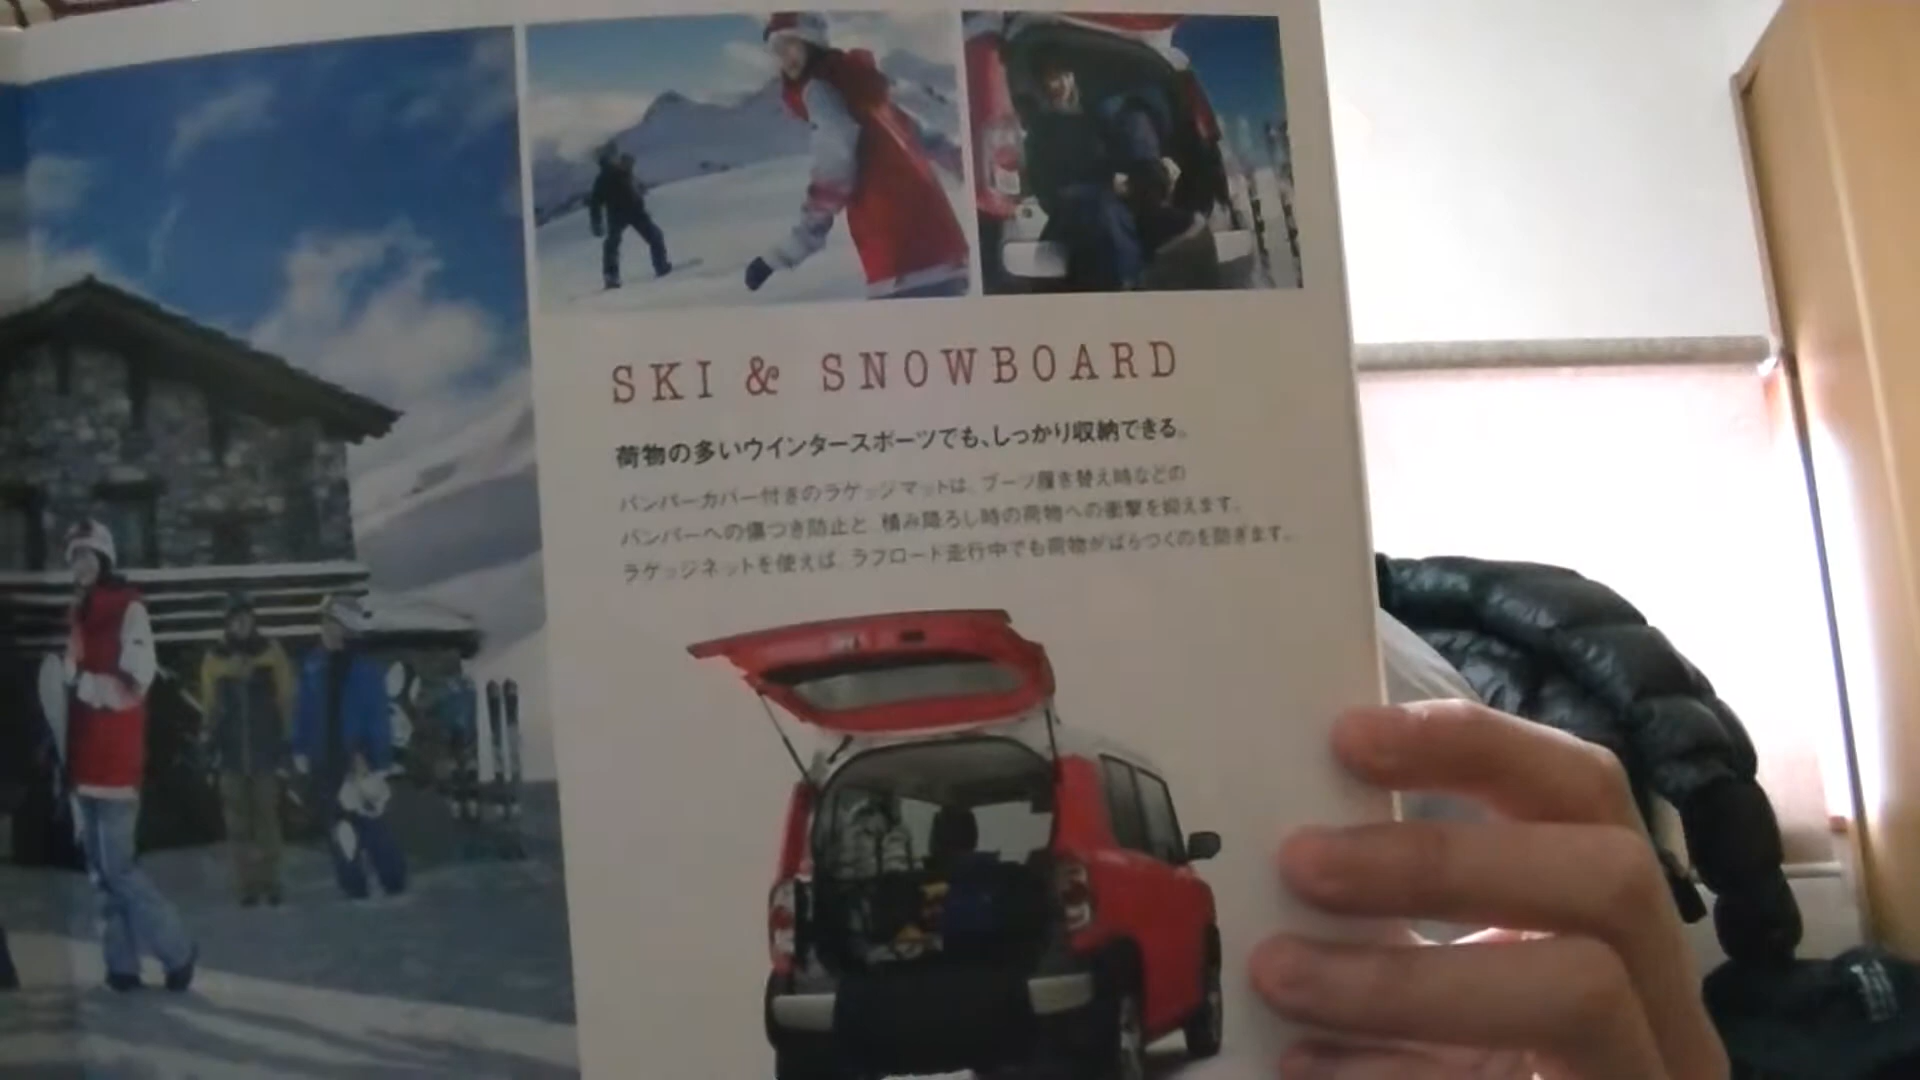 SKI & SNOWBOARD
荷物の多いウインタースポーツでも、しっかり収納できる。
バンパーカバー付きのラゲッジマットは、ブーツ履き替え時などの
バンパーへの傷つき防止と、積み降ろし時の荷物への衝撃を抑えます。
ラゲッジネットを使えば、ラフロード走行中でも荷物がばらつくのを防ぎます。